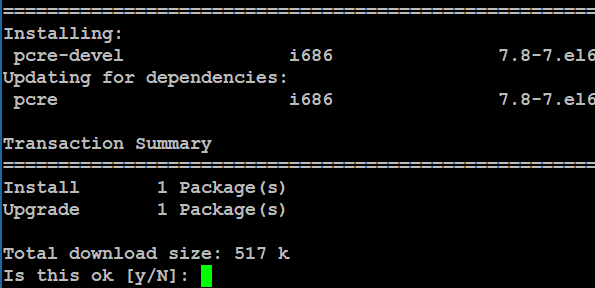 ================================================================
Installing:
pcre-devel i686 7.8-7.el6
Updating for dependencies:
pcre i686 7.8-7.el6
Transaction Summary
================================================================
Install 1 Package(s)
Upgrade 1 Package(s)
Total download size: 517 k
Is this ok [y/N]: